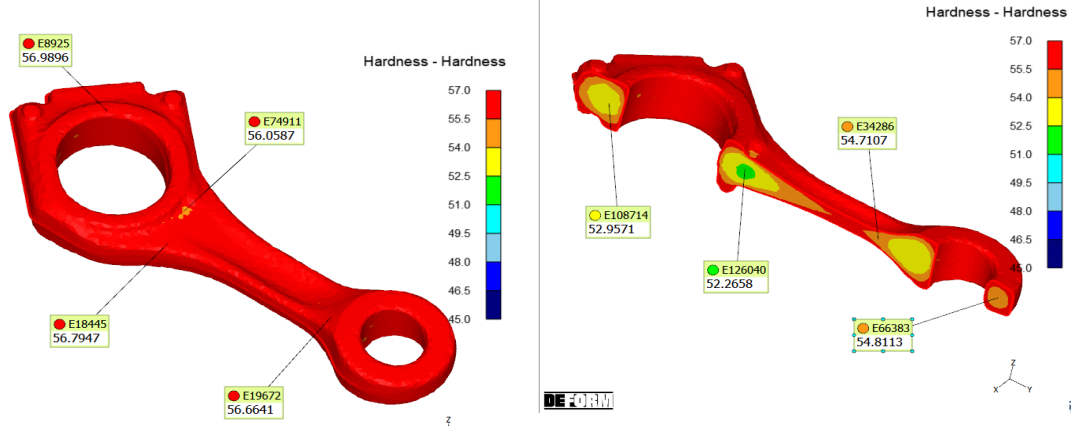 Hardness - Hardness
E8925
56.9896
E74911
56.0587
E18445
56.7947
E19672
56.6641
57.0
55.5
54.0
52.5
51.0
49.5
48.0
46.5
45.0
Z
Hardness - Hardness
E34286
54.7107
E108714
52.9571
E126040
52.2658
E66383
54.8113
57.0
55.5
54.0
52.5
51.0
49.5
48.0
46.5
45.0
DEFORM
Z
X
Y